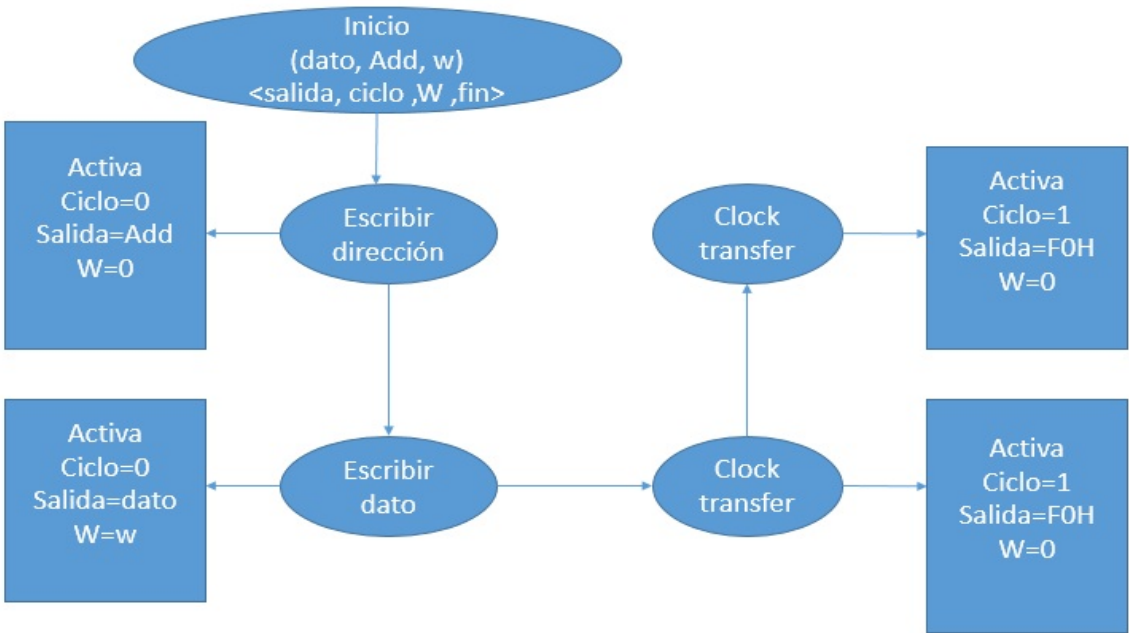 Inicio
(dato, Add, w)
<salida, ciclo ,W ,fin>
Activa
Ciclo=0
Salida=Add
W=0
Escribir
dirección
Clock
transfer
Activa
Ciclo=1
Salida=F0H
W=0
Activa
Ciclo=0
Salida=dato
W=w
Escribir
dato
Clock
transfer
Activa
Ciclo=1
Salida=F0H
W=0